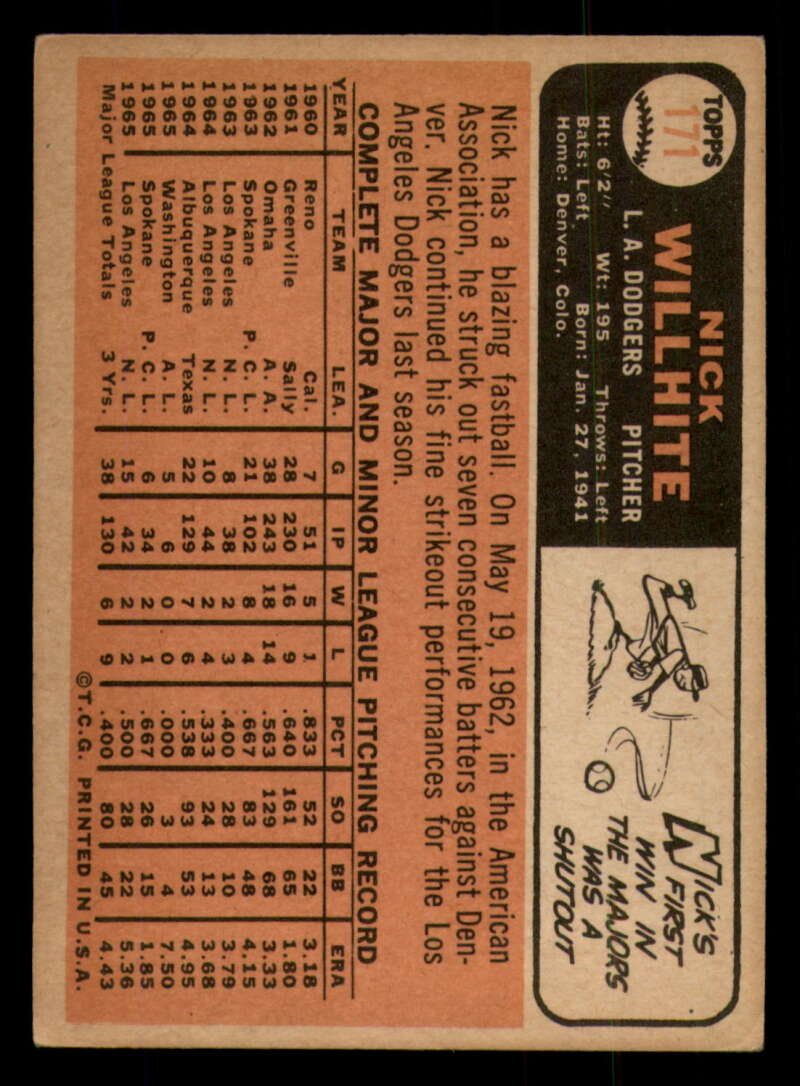 TOPPS
171
NICK
WILLHITE
L. A. DODGERS PITCHER
Ht: 6'2" Wt: 195 Throws: Left
Bats: Left Born: Jan. 27, 1941
Home: Denver, Colo.
NICK'S
FIRST
WIN IN
THE MAJORS
WAS A
SHUTOUT
Nick has a blazing fastball. On May 19, 1962, in the American
Association, he struck out seven consecutive batters against Den-
ver. Nick continued his fine strikeout performances for the Los
Angeles Dodgers last season.
COMPLETE MAJOR AND MINOR LEAGUE PITCHING RECORD
YEAR TEAM LEA. G IP W L PCT SO BB ERA
1960 Reno Cal. 7 51 5 1 .833 52 22 3.18
1961 Greenville Sally 28 230 16 9 .640 161 65 1.80
1962 Omaha A. A. 38 243 18 14 .563 129 68 3.33
1963 Spokane P. C. L. 21 102 8 4 .667 83 48 4.15
1963 Los Angeles N. L. 8 38 2 3 .400 28 10 3.79
1964 Los Angeles N. L. 10 44 2 4 .333 24 13 3.68
1964 Albuquerque Texas 22 129 7 6 .538 93 53 4.95
1965 Washington A. L. 5 6 0 0 .000 3 4 7.50
1965 Spokane P. C. L. 6 34 2 1 .667 26 15 1.85
1965 Los Angeles N. L. 15 42 2 2 .500 28 22 5.36
Major League Totals 3 Yrs. 38 130 6 9 .400 80 45 4.43
©T.C.G. PRINTED IN U.S.A.